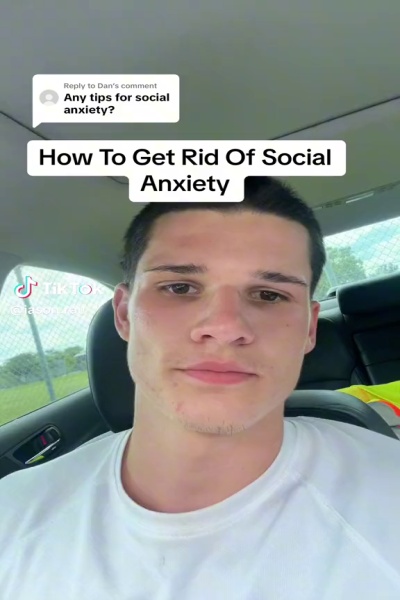 Reply to Dan's comment
Any tips for social
anxiety?
How To Get Rid Of Social
Anxiety
TikTok